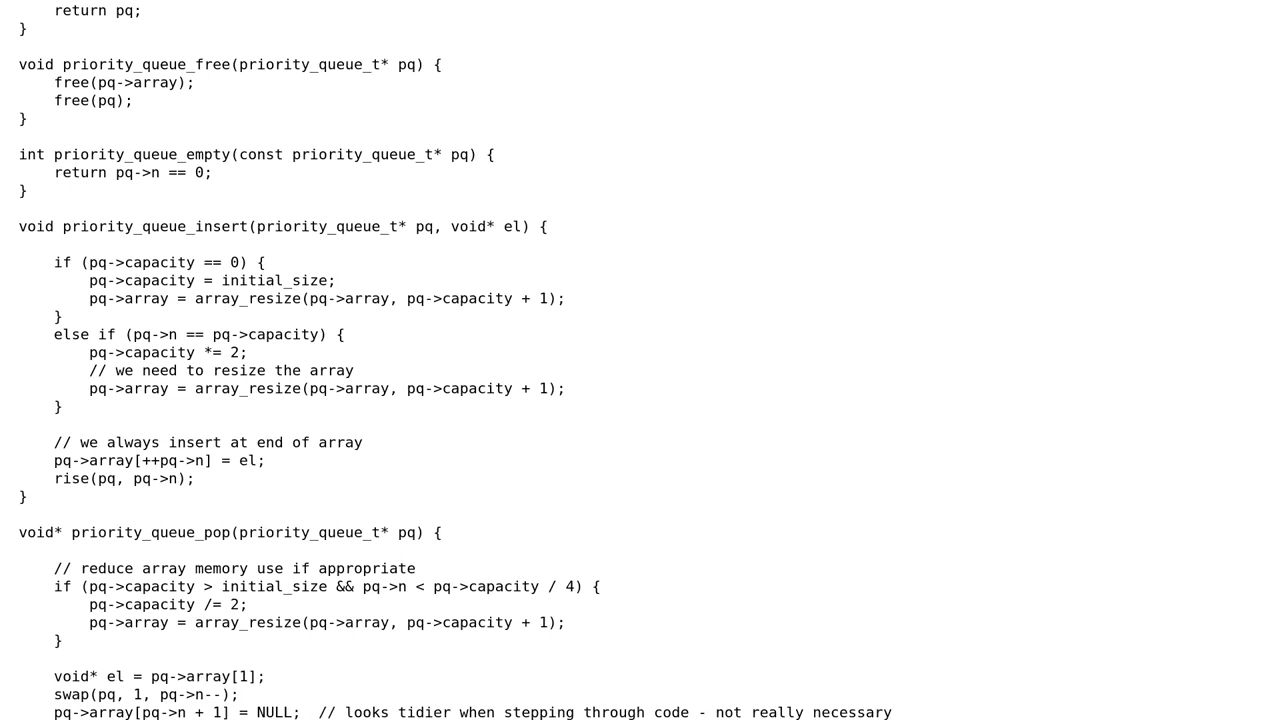 return pq;
}

void priority_queue_free(priority_queue_t* pq) {
    free(pq->array);
    free(pq);
}

int priority_queue_empty(const priority_queue_t* pq) {
    return pq->n == 0;
}

void priority_queue_insert(priority_queue_t* pq, void* el) {

    if (pq->capacity == 0) {
        pq->capacity = initial_size;
        pq->array = array_resize(pq->array, pq->capacity + 1);
    }
    else if (pq->n == pq->capacity) {
        pq->capacity *= 2;
        // we need to resize the array
        pq->array = array_resize(pq->array, pq->capacity + 1);
    }

    // we always insert at end of array
    pq->array[++pq->n] = el;
    rise(pq, pq->n);
}

void* priority_queue_pop(priority_queue_t* pq) {

    // reduce array memory use if appropriate
    if (pq->capacity > initial_size && pq->n < pq->capacity / 4) {
        pq->capacity /= 2;
        pq->array = array_resize(pq->array, pq->capacity + 1);
    }

    void* el = pq->array[1];
    swap(pq, 1, pq->n--);
    pq->array[pq->n + 1] = NULL;  // looks tidier when stepping through code - not really necessary